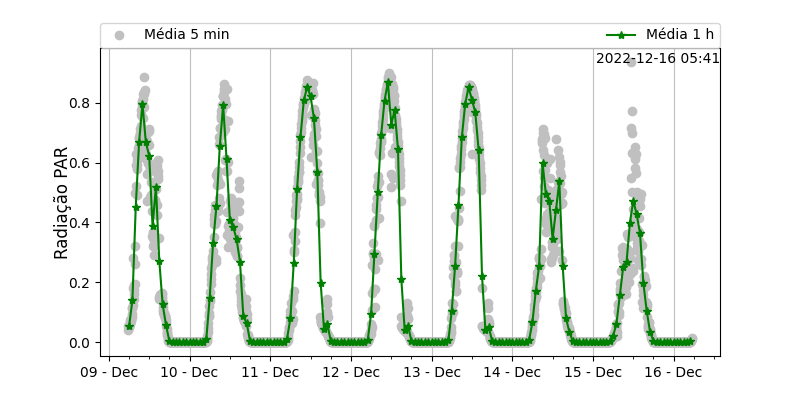 Média 5 min
Média 1 h
2022-12-16 05:41
Radiação PAR
0.8
0.6
0.4
0.2
0.0
09 - Dec
10 - Dec
11 - Dec
12 - Dec
13 - Dec
14 - Dec
15 - Dec
16 - Dec